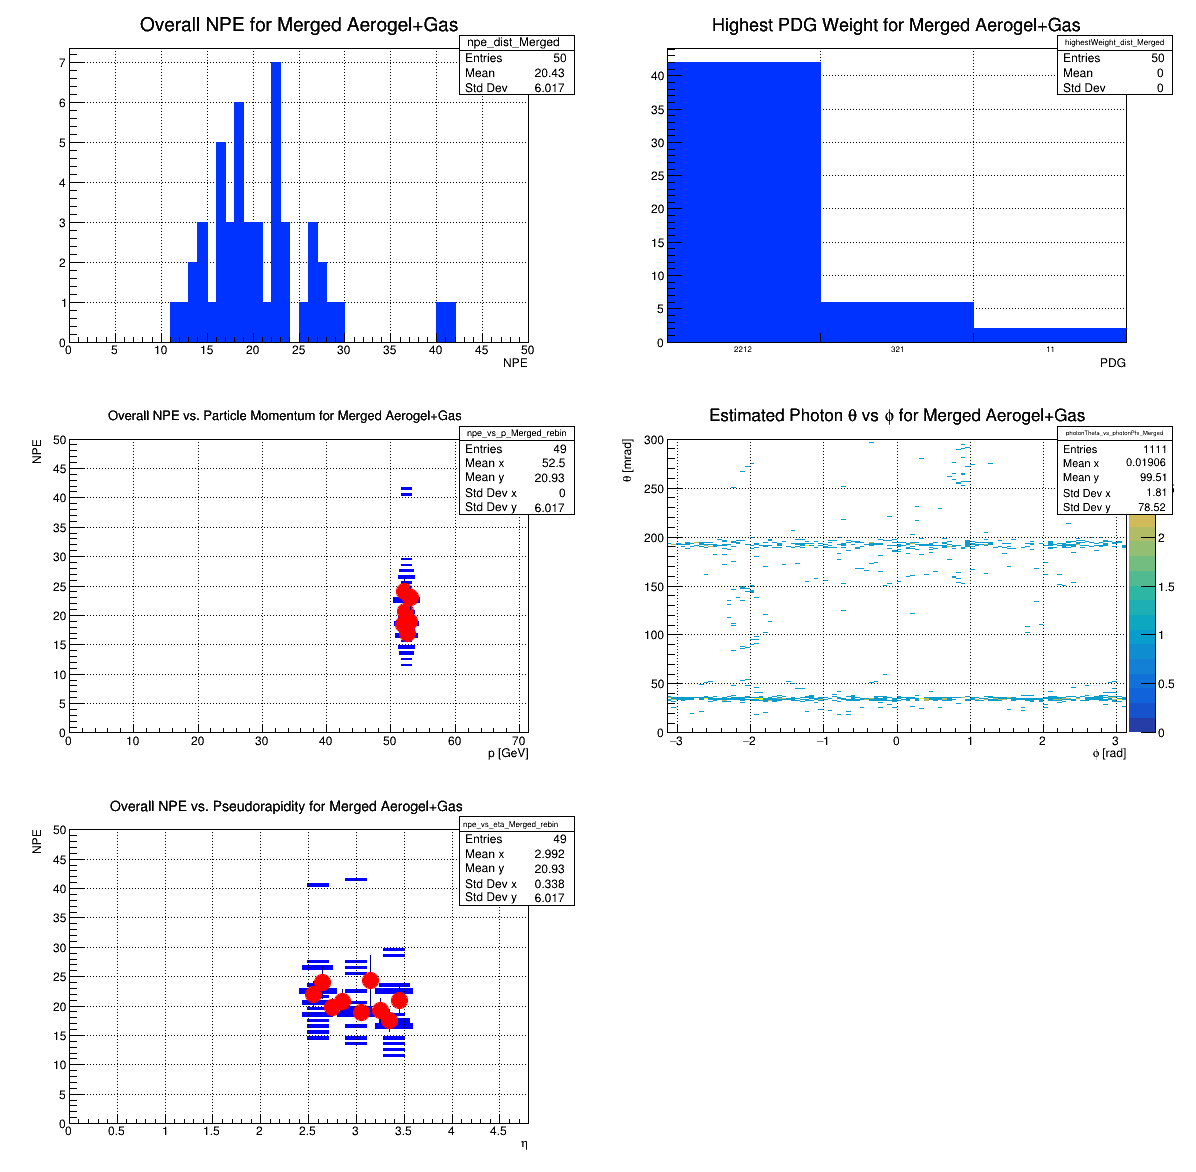 Overall NPE for Merged Aerogel+Gas
npe_dist_Merged
Entries 50
Mean 20.43
Std Dev 6.017
7
6
5
4
3
2
1
0
0 5 10 15 20 25 30 35 40 45 50
NPE
Highest PDG Weight for Merged Aerogel+Gas
highestWeight_dist_Merged
Entries 50
Mean 0
Std Dev 0
40
35
30
25
20
15
10
5
0
2212 321 11
PDG
Overall NPE vs. Particle Momentum for Merged Aerogel+Gas
NPE
npe_vs_p_Merged_rebin
Entries 49
Mean x 52.5
Mean y 20.93
Std Dev x 0
Std Dev y 6.017
50
45
40
35
30
25
20
15
10
5
0
0 10 20 30 40 50 60 70
p [GeV]
Estimated Photon θ vs ϕ for Merged Aerogel+Gas
θ [mrad]
photonTheta_vs_photonPhi_Merged
Entries 1111
Mean x 0.01906
Mean y 99.51
Std Dev x 1.81
Std Dev y 78.52
300
250
200
150
100
50
0
−3 −2 −1 0 1 2 3
ϕ [rad]
2
1.5
1
0.5
0
Overall NPE vs. Pseudorapidity for Merged Aerogel+Gas
NPE
npe_vs_eta_Merged_rebin
Entries 49
Mean x 2.992
Mean y 20.93
Std Dev x 0.338
Std Dev y 6.017
50
45
40
35
30
25
20
15
10
5
0
0 0.5 1 1.5 2 2.5 3 3.5 4 4.5
η